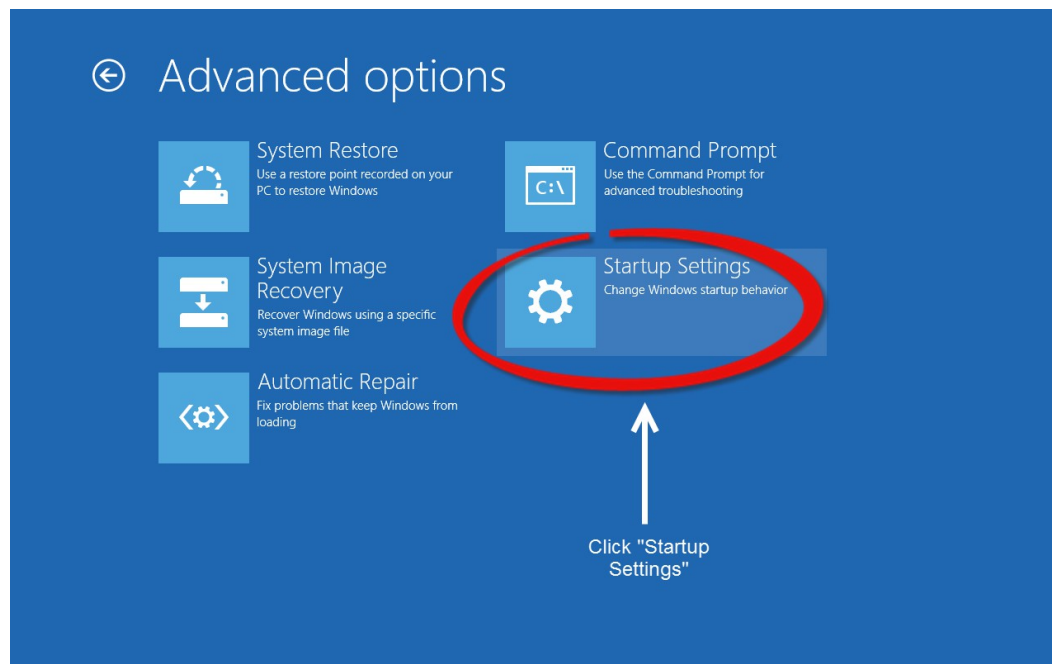 Advanced options
System Restore
Use a restore point recorded on your
PC to restore Windows
Command Prompt
Use the Command Prompt for
advanced troubleshooting
C:\
System Image
Recovery
Recover Windows using a specific
system image file
Startup Settings
Change Windows startup behavior
Automatic Repair
Fix problems that keep Windows from
loading
Click "Startup
Settings"